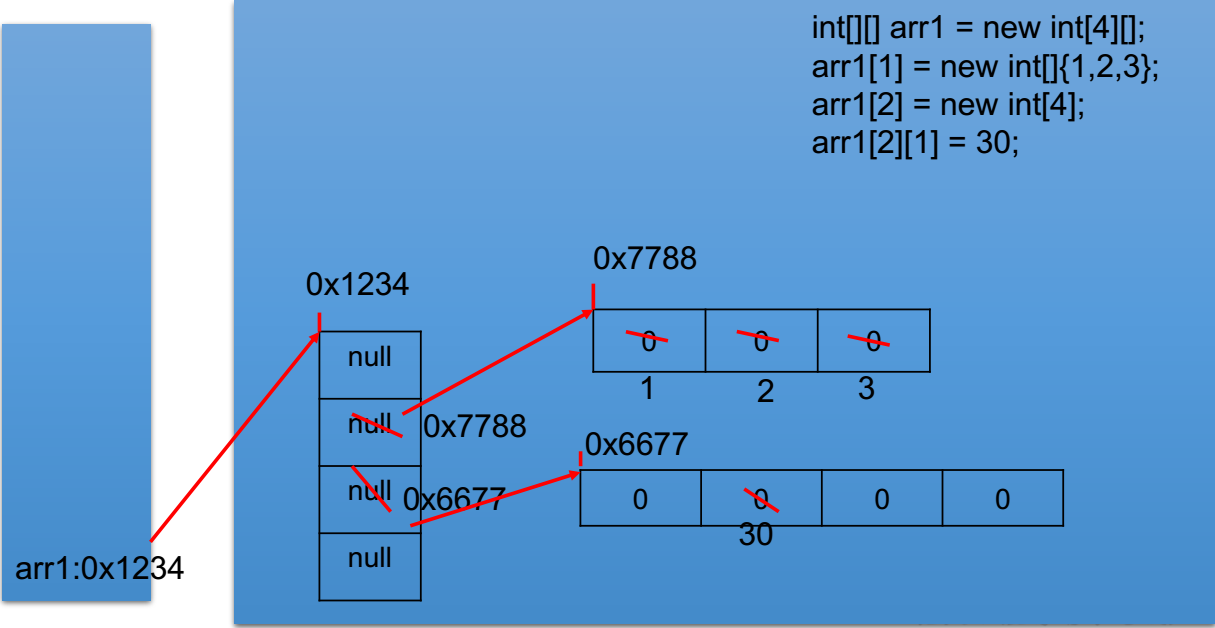 int[][] arr1 = new int[4][];
arr1[1] = new int[]{1,2,3};
arr1[2] = new int[4];
arr1[2][1] = 30;
0x7788
0x1234
0 0 0
null
1 2 3
null 0x7788
0x6677
null 0x6677
0 0 0 0
30
null
arr1:0x1234